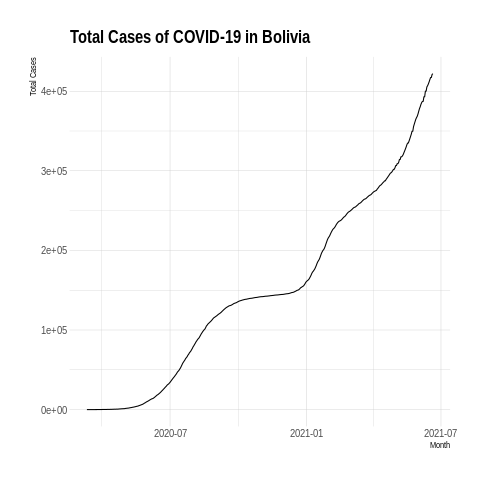 Total Cases of COVID-19 in Bolivia
Total Cases
4e+05
3e+05
2e+05
1e+05
0e+00
2020-07
2021-01
2021-07
Month